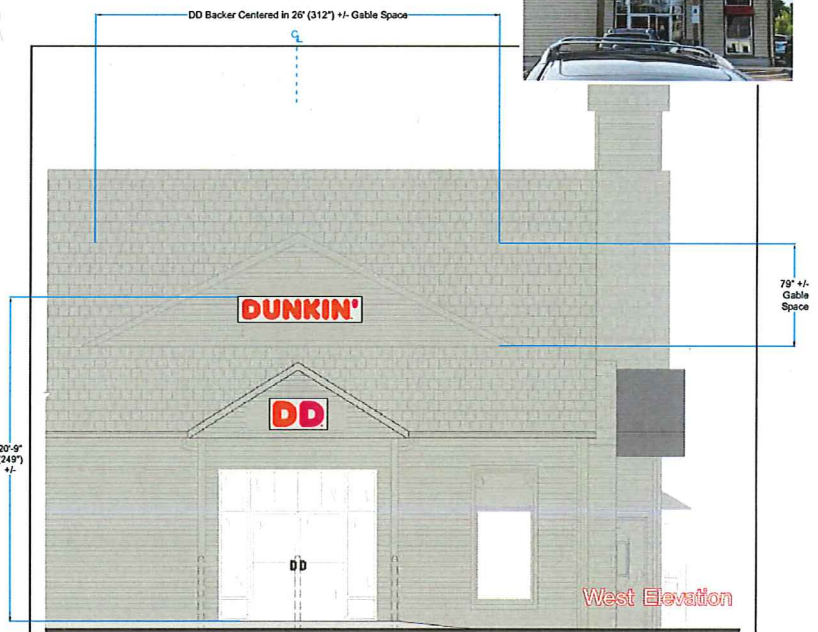 DD Backer Centered in 26' (312") +/- Gable Space
CL
79" +/-
Gable
Space
DUNKIN'
DD
20'-9"
(249")
+/-
DD
West Elevation